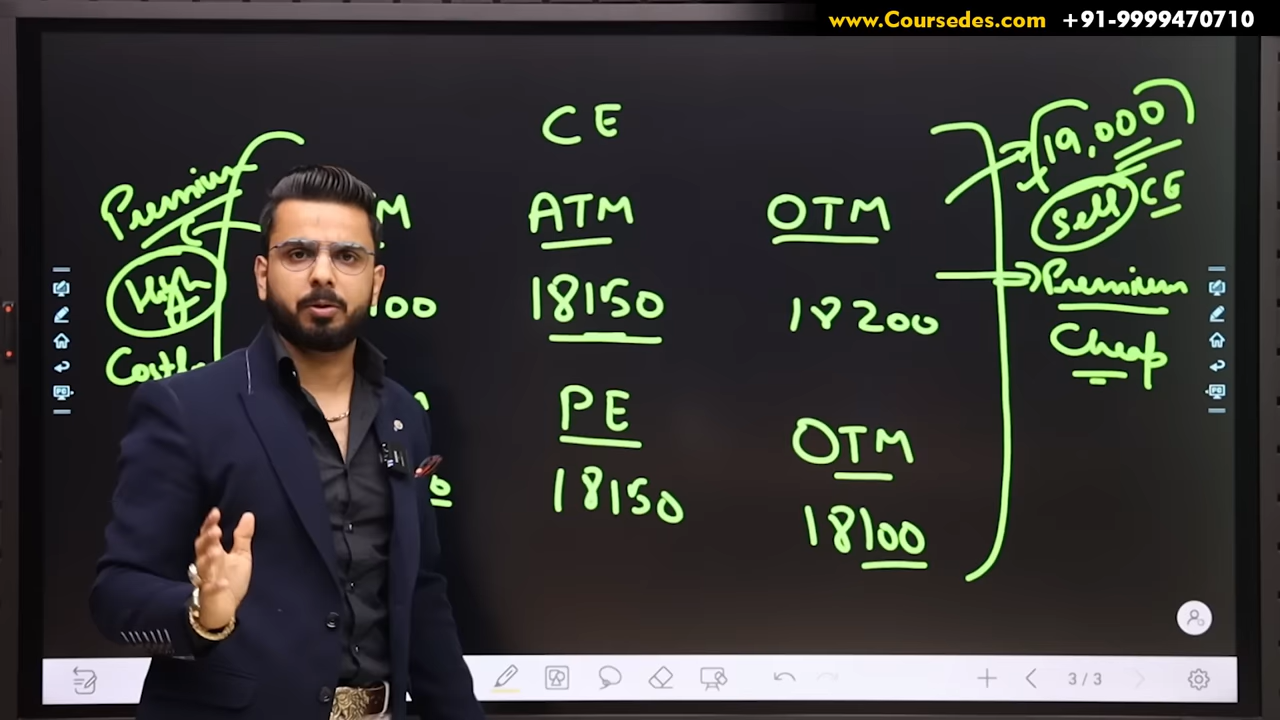 www.Coursedes.com +91-9999470710
CE
19,000
Sell CE
Premium
ATM
OTM
High
18150
18200
Premium
Cheap
PE
OTM
18150
18100
3/3